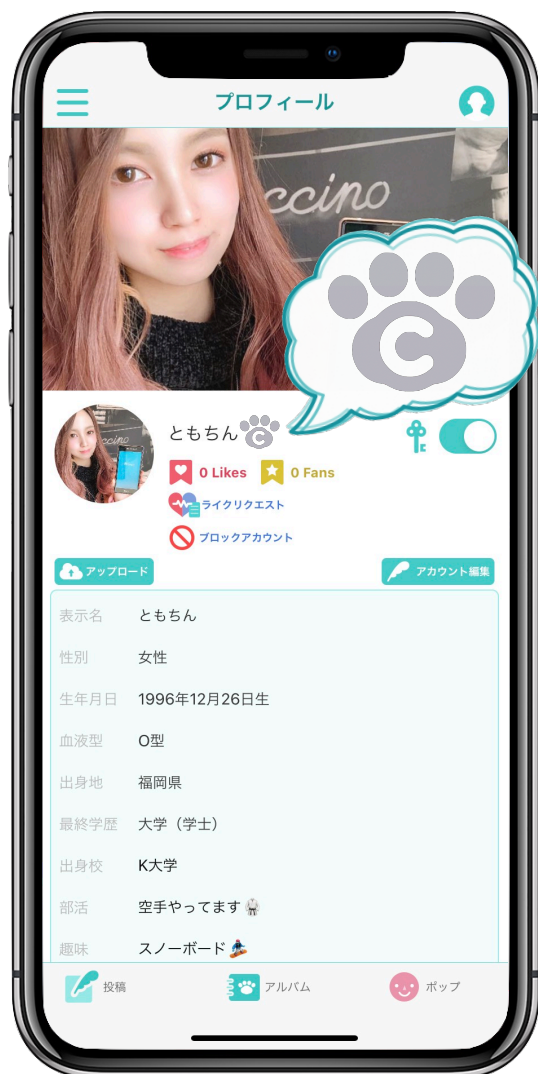 プロフィール
ccino
C
ccino
ともちん C
0 Likes 0 Fans
ライクリクエスト
ブロックアカウント
アップロード アカウント編集
表示名 ともちん
性別 女性
生年月日 1996年12月26日生
血液型 O型
出身地 福岡県
最終学歴 大学（学士）
出身校 K大学
部活 空手やってます🥋
趣味 スノーボード🏂
投稿 アルバム ポップ